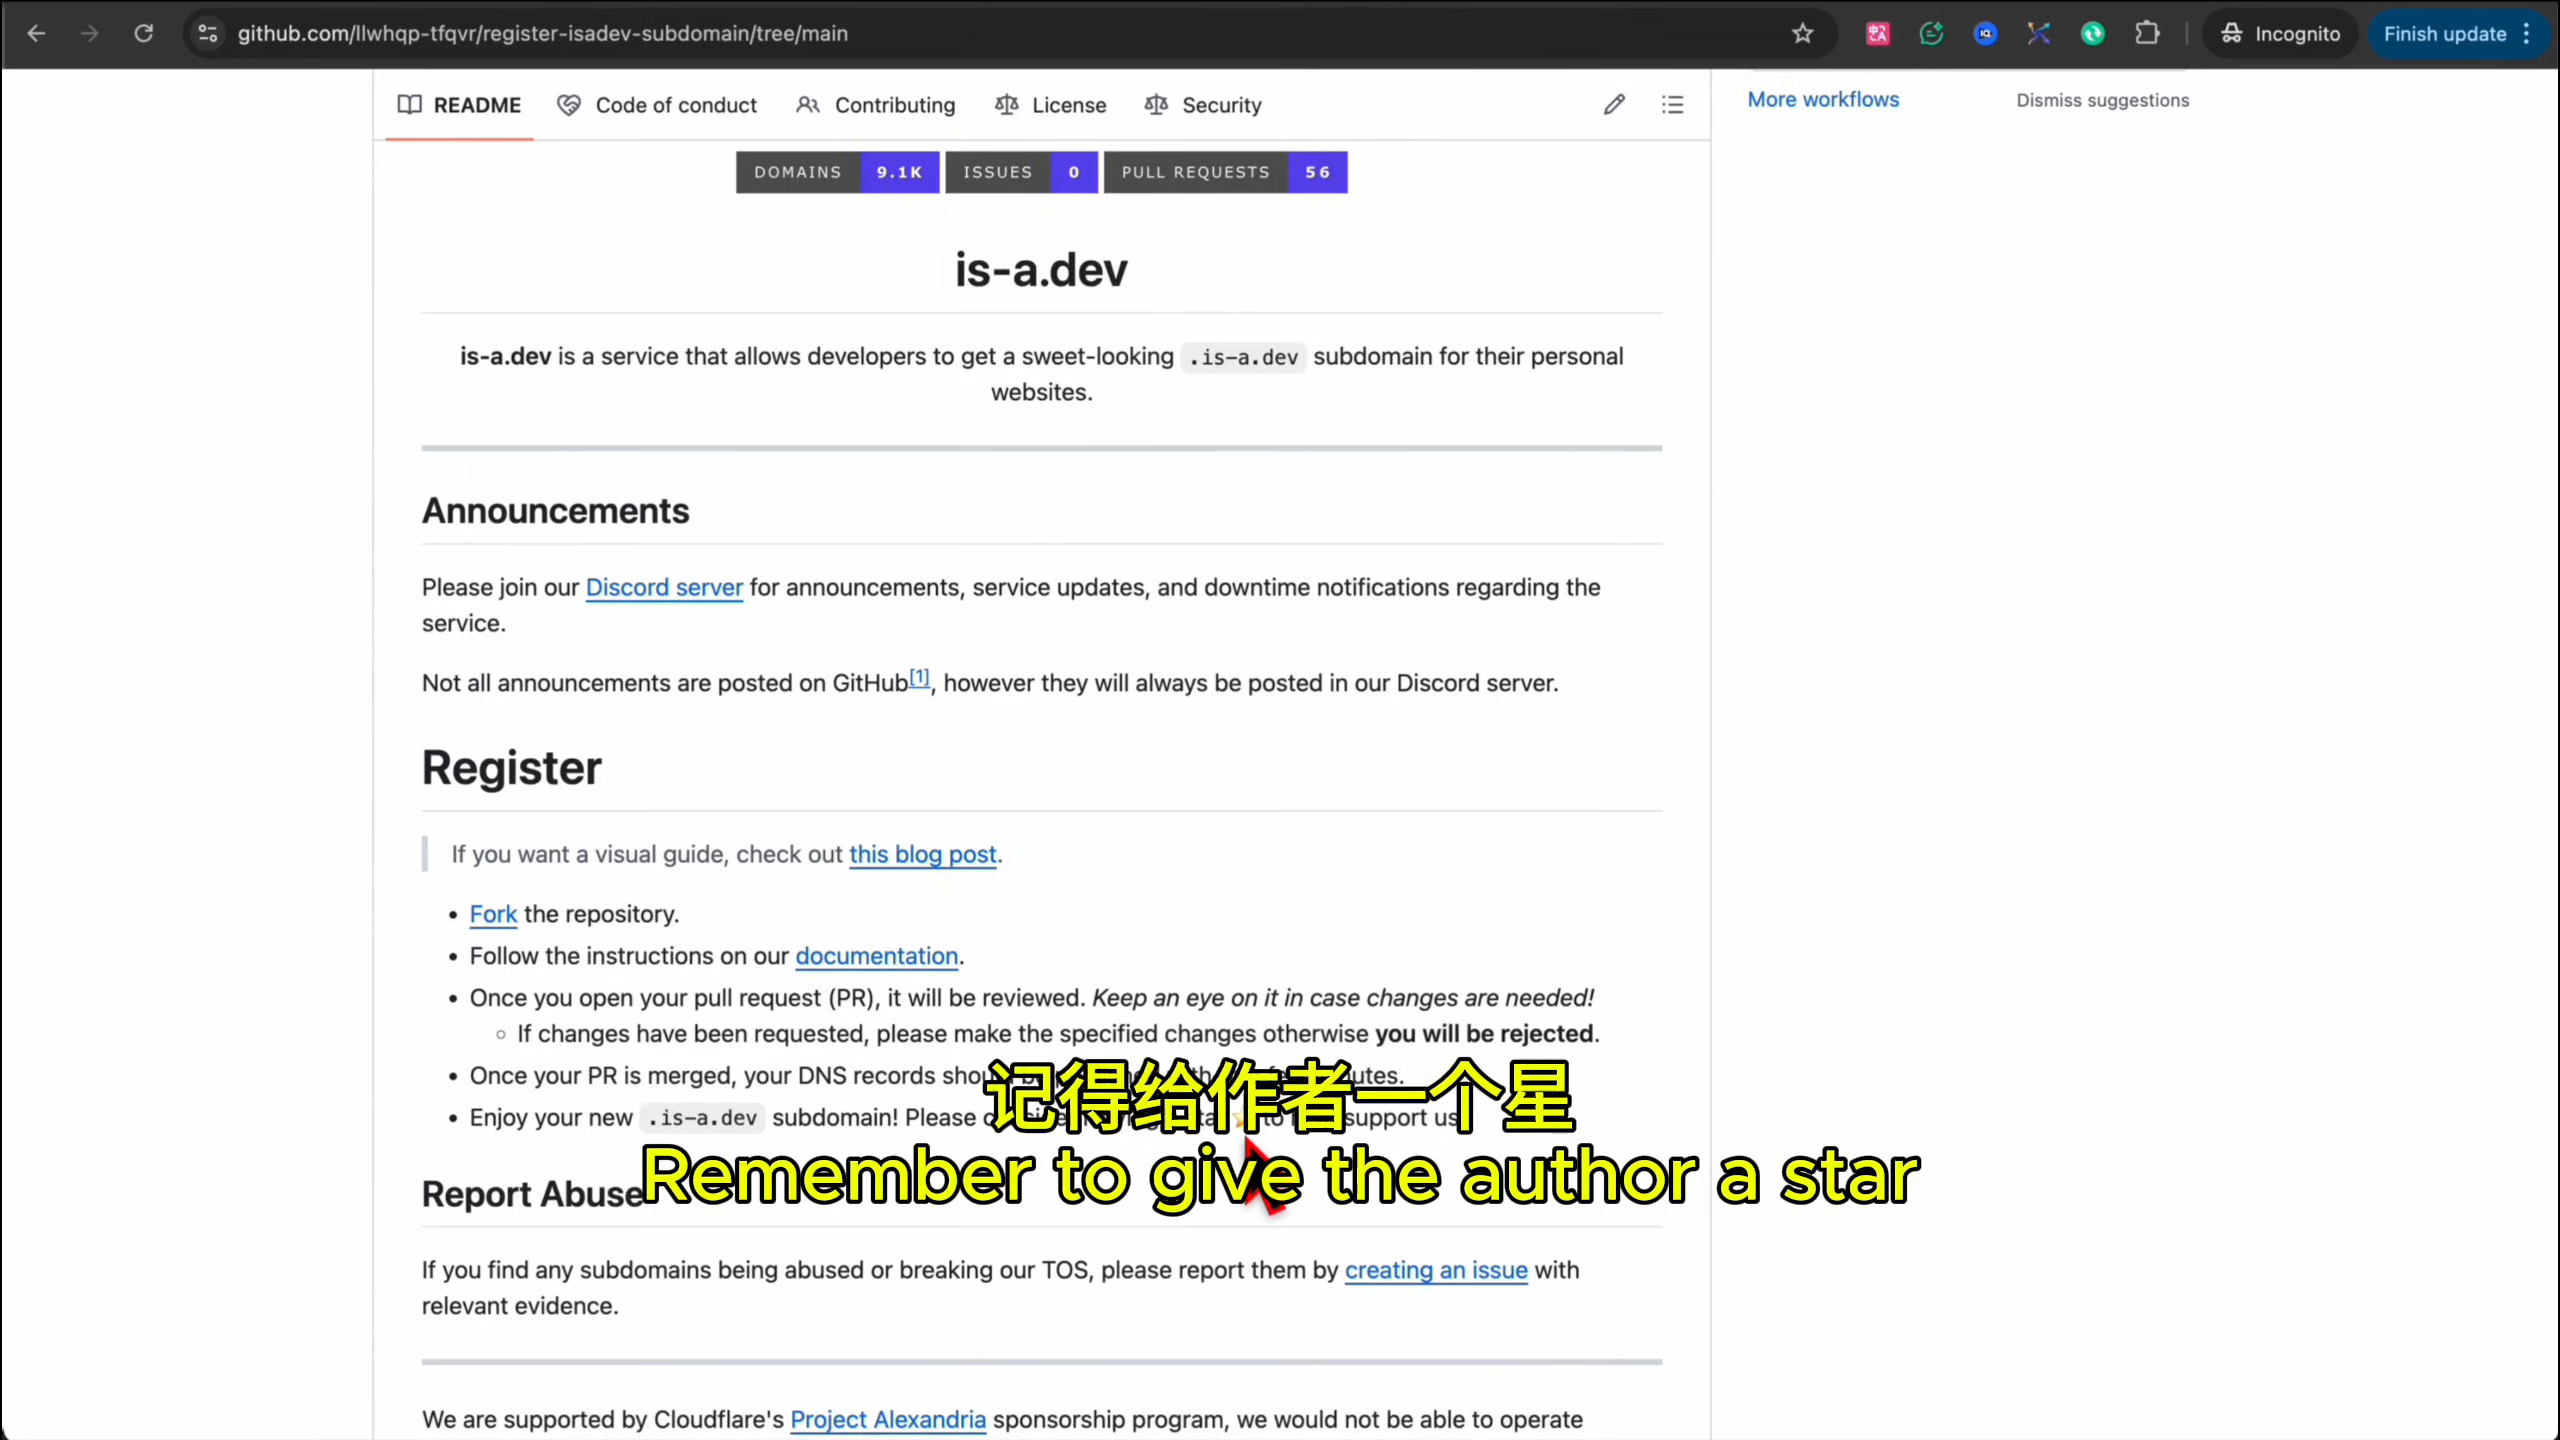 github.com/llwhqp-tfqvr/register-isadev-subdomain/tree/main
Incognito
Finish update
README
Code of conduct
Contributing
License
Security
More workflows
Dismiss suggestions
DOMAINS 9.1K
ISSUES 0
PULL REQUESTS 56
is-a.dev
is-a.dev is a service that allows developers to get a sweet-looking .is-a.dev subdomain for their personal
websites.
Announcements
Please join our Discord server for announcements, service updates, and downtime notifications regarding the
service.
Not all announcements are posted on GitHub[1], however they will always be posted in our Discord server.
Register
If you want a visual guide, check out this blog post.
Fork the repository.
Follow the instructions on our documentation.
Once you open your pull request (PR), it will be reviewed. Keep an eye on it in case changes are needed!
If changes have been requested, please make the specified changes otherwise you will be rejected.
Once your PR is merged, your DNS records
Enjoy your new .is-a.dev subdomain! Please to support us
记得给作者一个星
Remember to give the author a star
Report Abuse
If you find any subdomains being abused or breaking our TOS, please report them by creating an issue with
relevant evidence.
We are supported by Cloudflare's Project Alexandria sponsorship program, we would not be able to operate